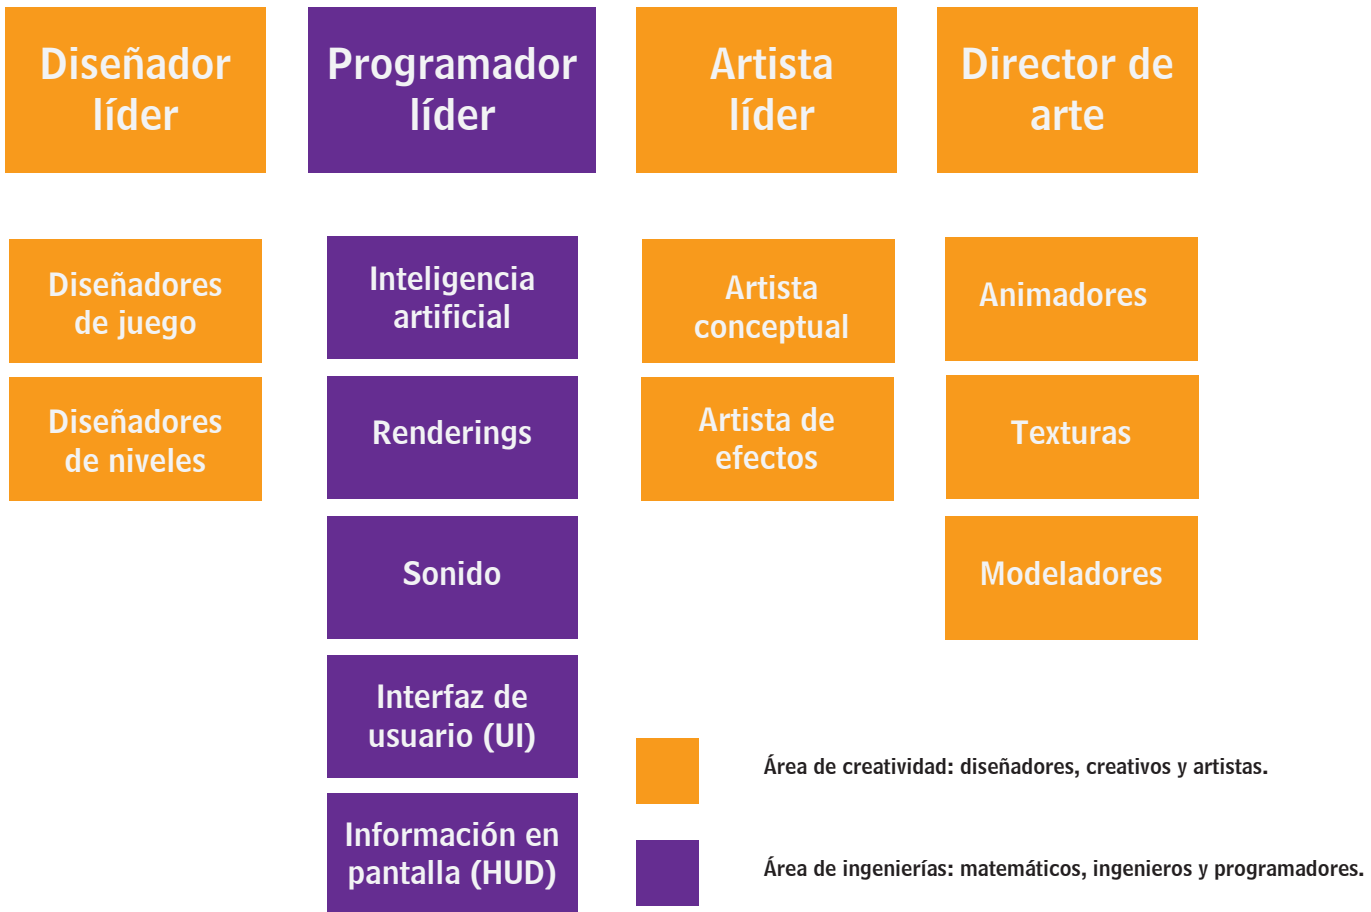 Diseñador
líder
Programador
líder
Artista
líder
Director de
arte
Diseñadores
de juego
Diseñadores
de niveles
Inteligencia
artificial
Renderings
Sonido
Interfaz de
usuario (UI)
Información en
pantalla (HUD)
Artista
conceptual
Artista de
efectos
Animadores
Texturas
Modeladores
Área de creatividad: diseñadores, creativos y artistas.
Área de ingenierías: matemáticos, ingenieros y programadores.